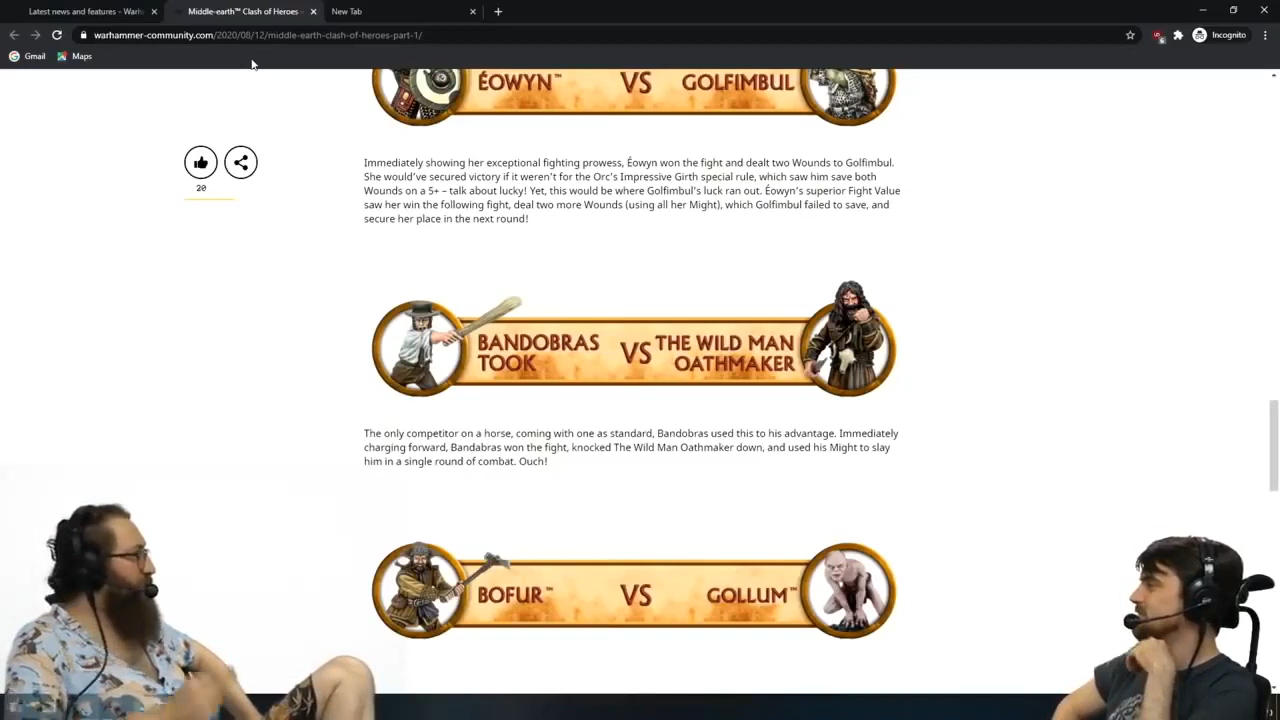 Latest news and features - Warh
Middle-earth™ Clash of Heroes -
New Tab
warhammer-community.com/2020/08/12/middle-earth-clash-of-heroes-part-1/
Incognito
Gmail
Maps
ÉOWYN™ VS GOLFIMBUL
20
Immediately showing her exceptional fighting prowess, Éowyn won the fight and dealt two Wounds to Golfimbul.
She would've secured victory if it weren't for the Orc's Impressive Girth special rule, which saw him save both
Wounds on a 5+ – talk about lucky! Yet, this would be where Golfimbul's luck ran out. Éowyn's superior Fight Value
saw her win the following fight, deal two more Wounds (using all her Might), which Golfimbul failed to save, and
secure her place in the next round!
BANDOBRAS TOOK VS THE WILD MAN OATHMAKER
The only competitor on a horse, coming with one as standard, Bandobras used this to his advantage. Immediately
charging forward, Bandabras won the fight, knocked The Wild Man Oathmaker down, and used his Might to slay
him in a single round of combat. Ouch!
BOFUR™ VS GOLLUM™